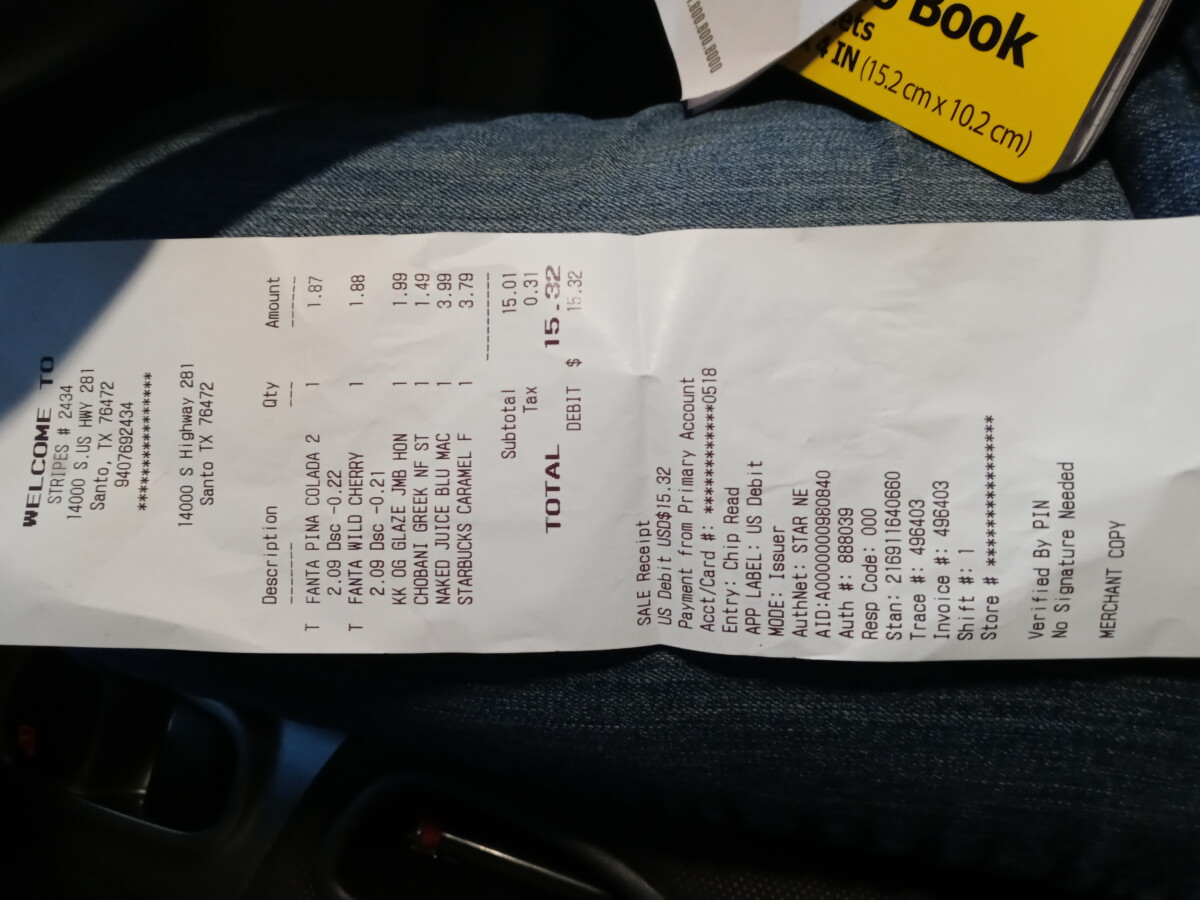 WELCOME TO
STRIPES # 2434
14000 S.US HWY 281
Santo, TX 76472
9407692434
******************
14000 S Highway 281
Santo TX 76472
Description Qty Amount
----------- --- ------
T FANTA PINA COLADA 2 1 1.87
2.09 Dsc -0.22
T FANTA WILD CHERRY 1 1.88
2.09 Dsc -0.21
KK OG GLAZE JMB HON 1 1.99
CHOBANI GREEK NF ST 1 1.49
NAKED JUICE BLU MAC 1 3.99
STARBUCKS CARAMEL F 1 3.79
----------
Subtotal 15.01
Tax 0.31
TOTAL $ 15.32
DEBIT 15.32
SALE Receipt
US Debit USD$15.32
Payment from Primary Account
Acct/Card #: ************0518
Entry: Chip Read
APP LABEL: US Debit
MODE: Issuer
AuthNet: STAR NE
AID:A0000000980840
Auth #: 888039
Resp Code: 000
Stan: 216911640660
Trace #: 496403
Invoice #: 496403
Shift #: 1
Store # ******************
Verified By PIN
No Signature Needed
MERCHANT COPY
Book
4 IN (15.2 cm x 10.2 cm)